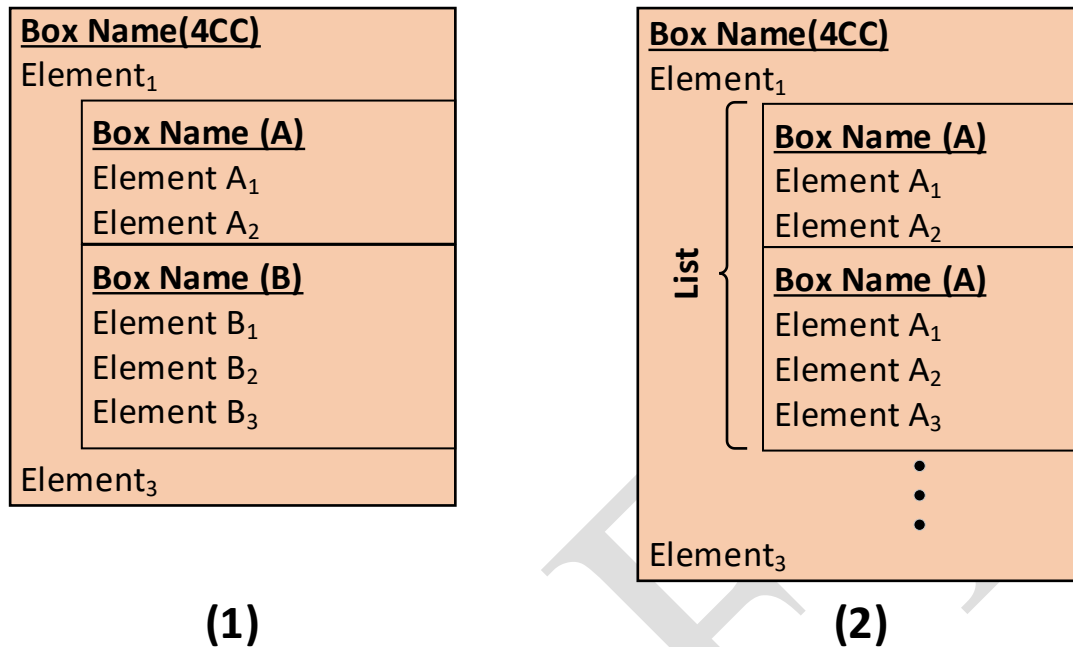 Box Name(4CC)
Element₁
Box Name (A)
Element A₁
Element A₂
Box Name (B)
Element B₁
Element B₂
Element B₃
Element₃
(1)
Box Name(4CC)
Element₁
List
Box Name (A)
Element A₁
Element A₂
Box Name (A)
Element A₁
Element A₂
Element A₃
Element₃
(2)